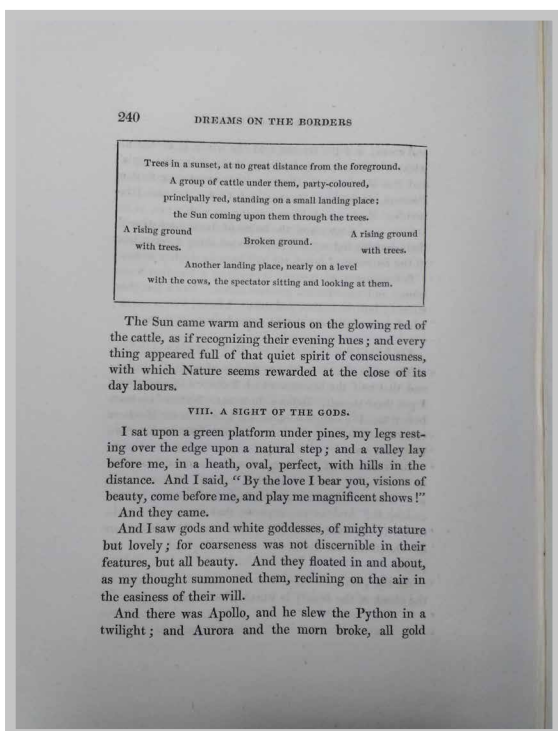 240 DREAMS ON THE BORDERS
Trees in a sunset, at no great distance from the foreground.
A group of cattle under them, party-coloured,
principally red, standing on a small landing place;
the Sun coming upon them through the trees.
A rising ground
with trees.
Broken ground.
A rising ground
with trees.
Another landing place, nearly on a level
with the cows, the spectator sitting and looking at them.
The Sun came warm and serious on the glowing red of
the cattle, as if recognizing their evening hues; and every
thing appeared full of that quiet spirit of consciousness,
with which Nature seems rewarded at the close of its
day labours.
VIII. A SIGHT OF THE GODS.
I sat upon a green platform under pines, my legs rest-
ing over the edge upon a natural step; and a valley lay
before me, in a heath, oval, perfect, with hills in the
distance. And I said, “By the love I bear you, visions of
beauty, come before me, and play me magnificent shows!”
And they came.
And I saw gods and white goddesses, of mighty stature
but lovely; for coarseness was not discernible in their
features, but all beauty. And they floated in and about,
as my thought summoned them, reclining on the air in
the easiness of their will.
And there was Apollo, and he slew the Python in a
twilight; and Aurora and the morn broke, all gold